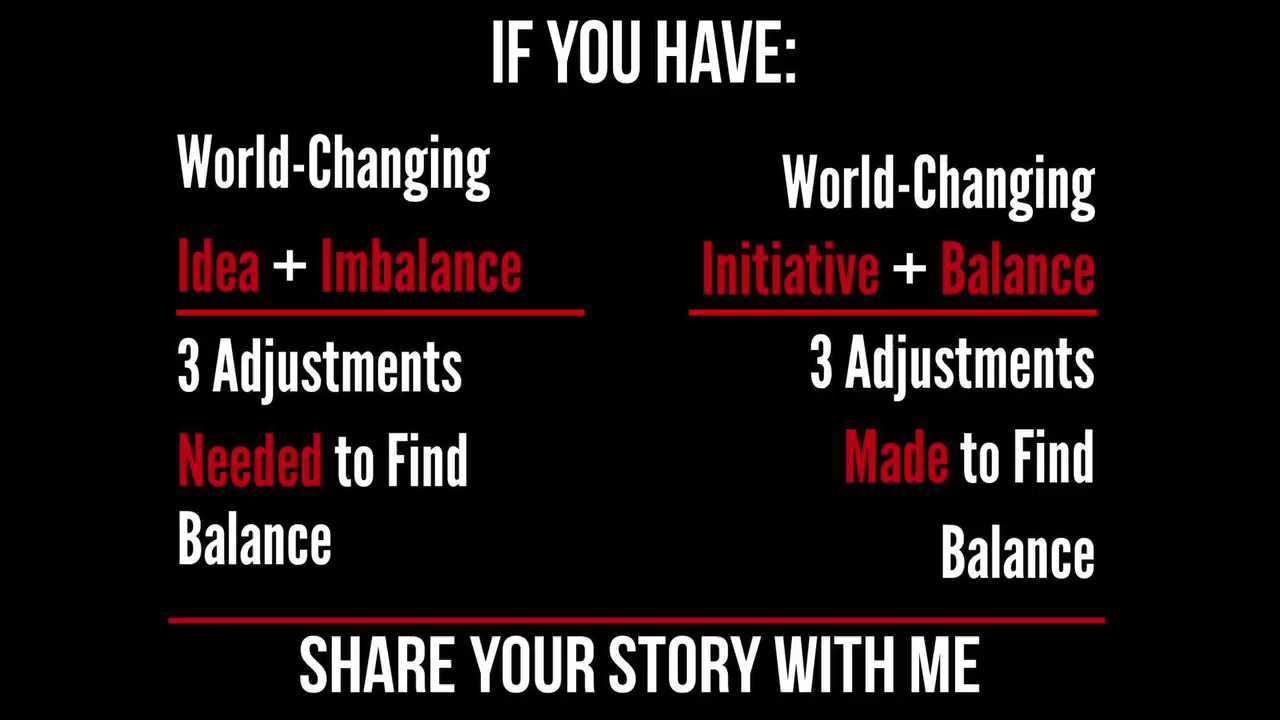 IF YOU HAVE:
World-Changing
Idea + Imbalance
3 Adjustments
Needed to Find
Balance
World-Changing
Initiative + Balance
3 Adjustments
Made to Find
Balance
SHARE YOUR STORY WITH ME